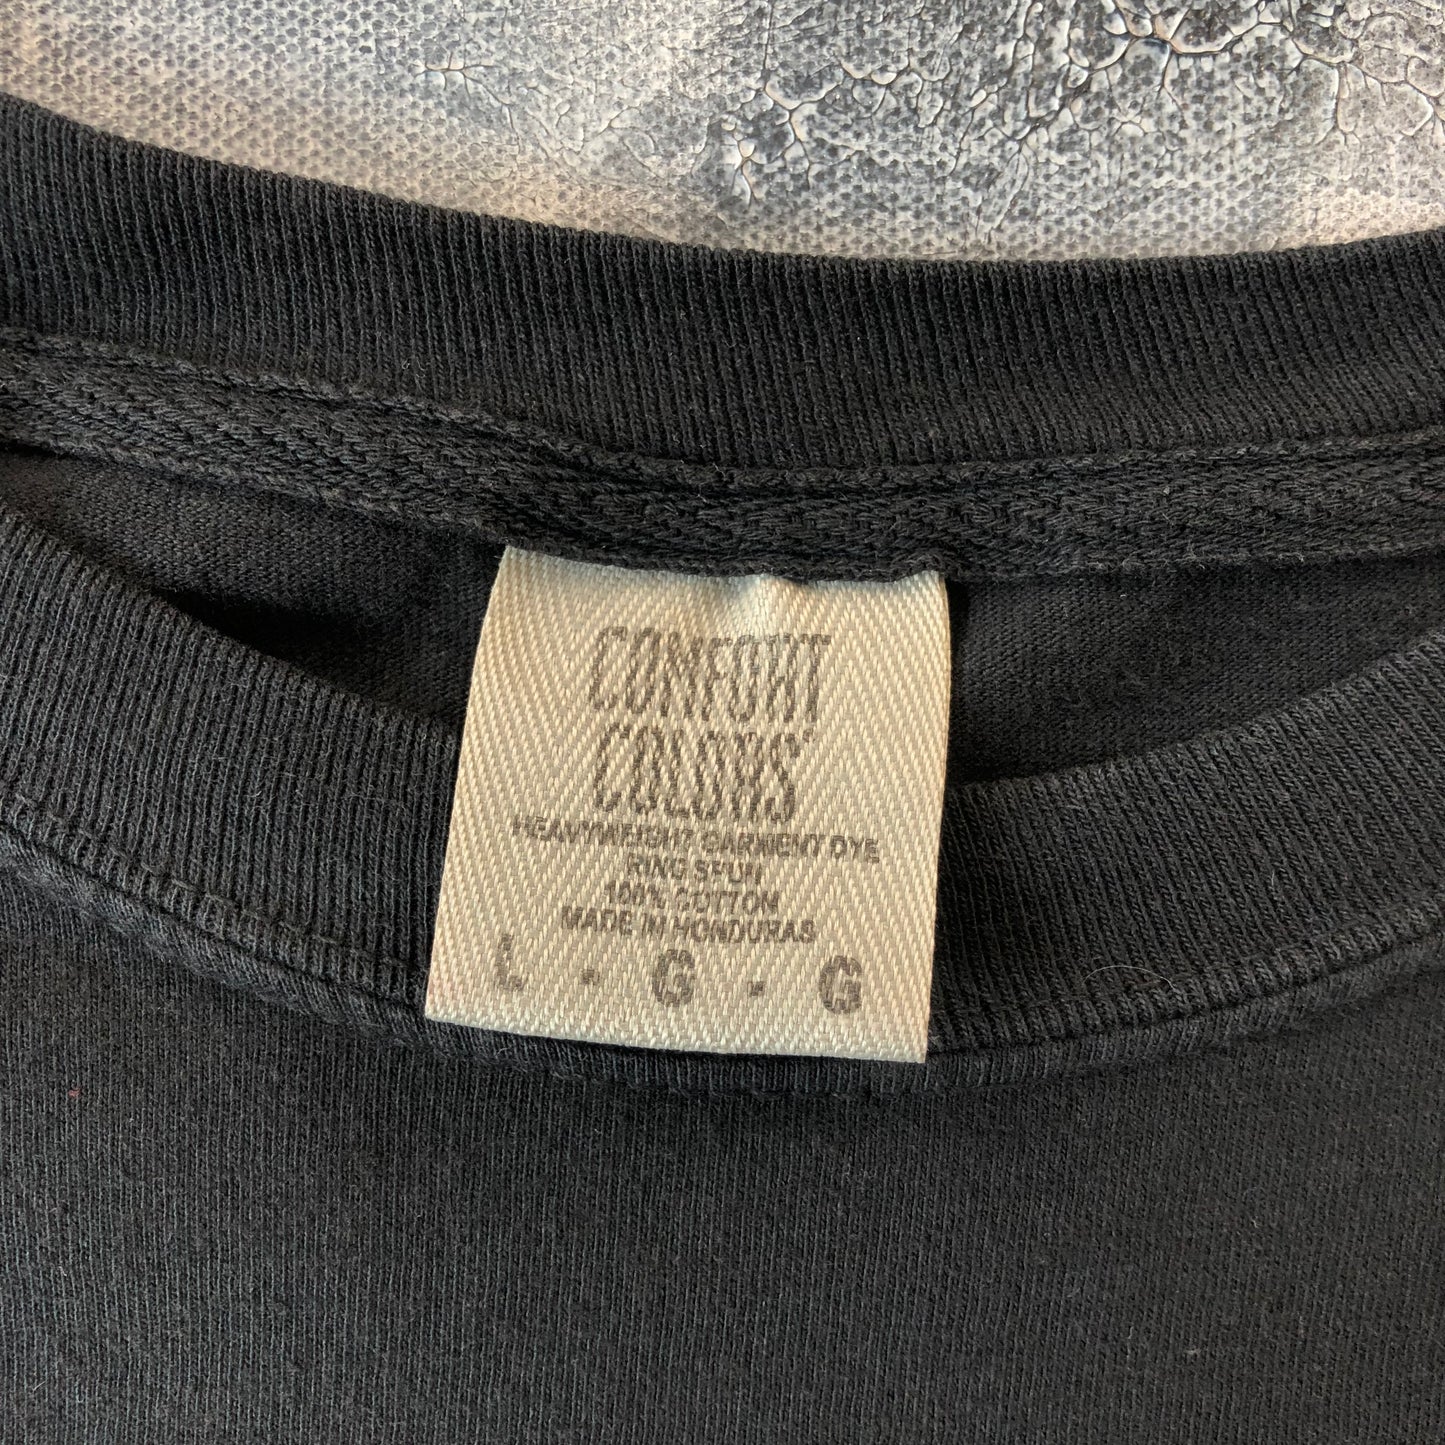 COMFORT
COLORS®
HEAVYWEIGHT GARMENT DYE
RING SPUN
100% COTTON
MADE IN HONDURAS
L · G · G